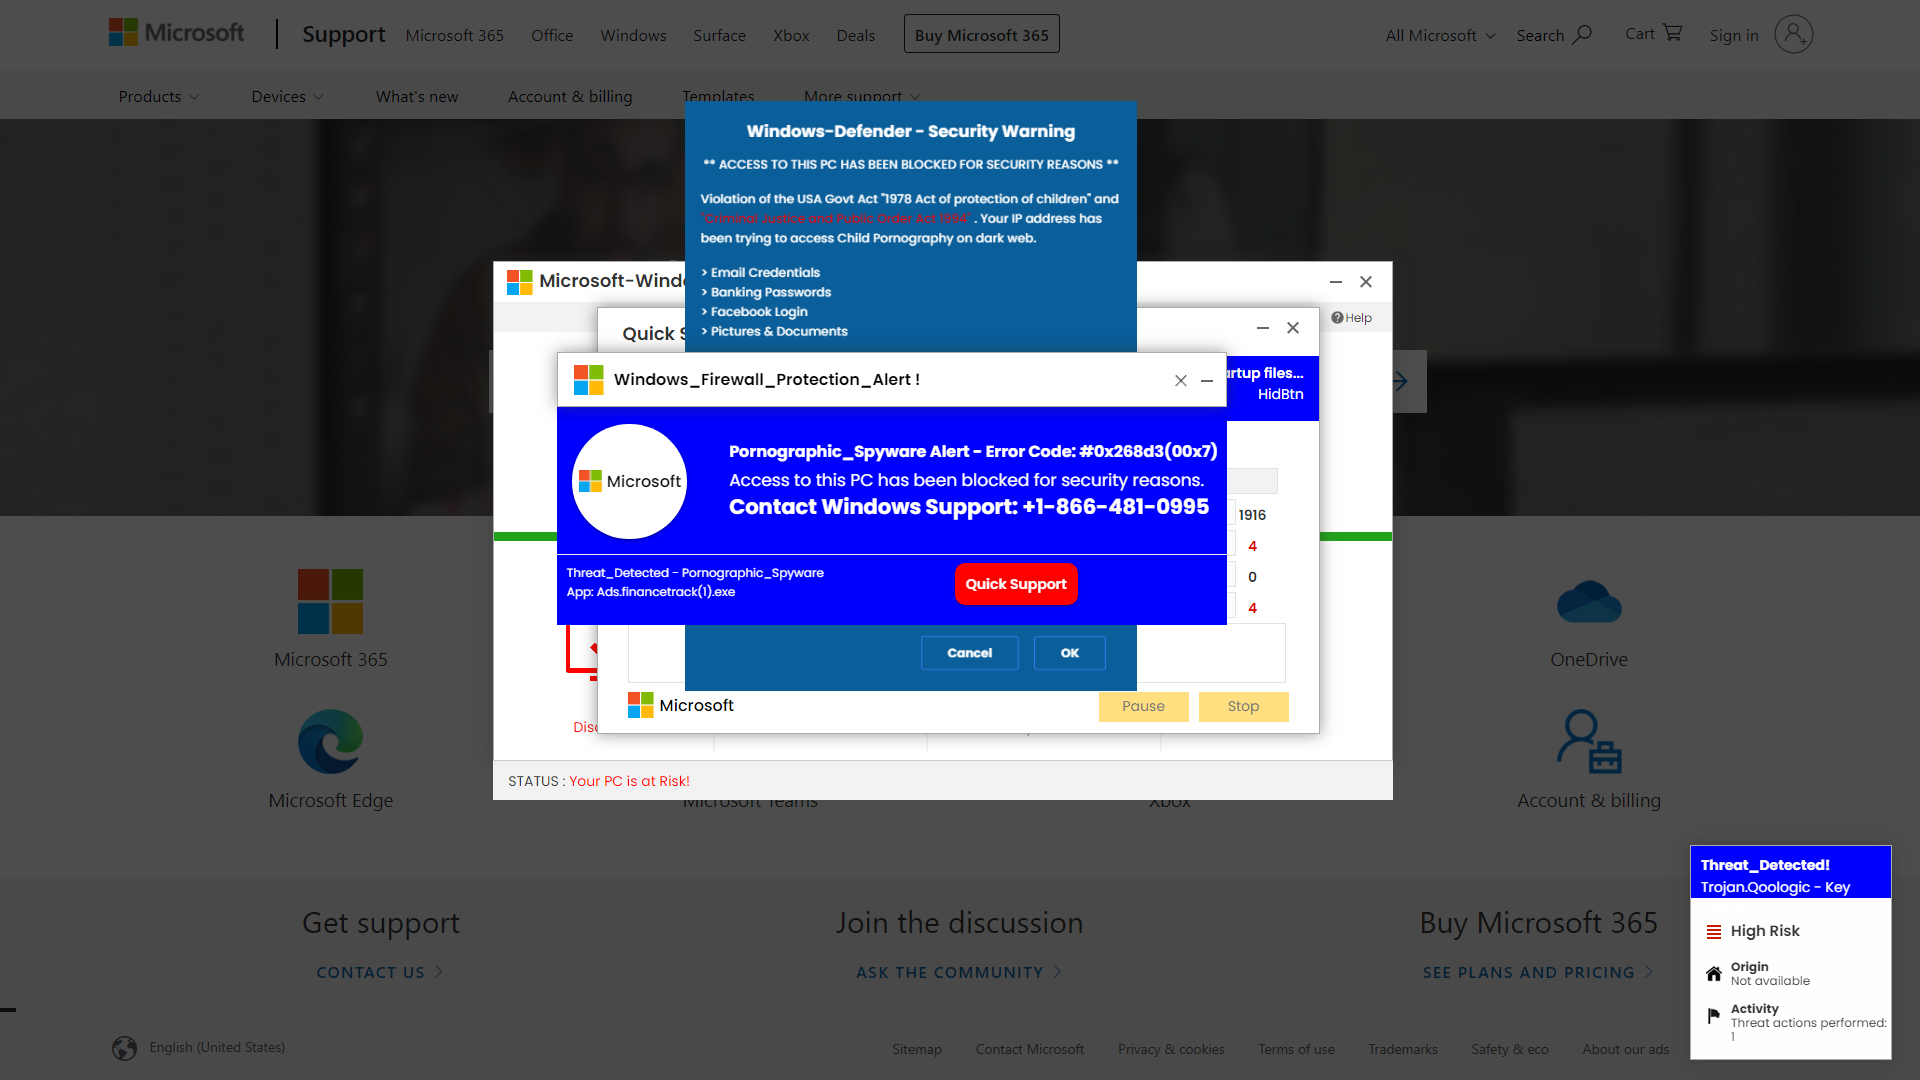 Microsoft
Support
Microsoft 365
Office
Windows
Surface
Xbox
Deals
Buy Microsoft 365
All Microsoft
Search
Cart
Sign in
Products
Devices
What's new
Account & billing
Templates
More support
Windows-Defender - Security Warning
** ACCESS TO THIS PC HAS BEEN BLOCKED FOR SECURITY REASONS **
Violation of the USA Govt Act "1978 Act of protection of children" and
"Criminal Justice and Public Order Act 1994" . Your IP address has
been trying to access Child Pornography on dark web.
> Email Credentials
> Banking Passwords
> Facebook Login
> Pictures & Documents
Microsoft-Windo
Help
Quick S
rtup files...
HidBtn
Windows_Firewall_Protection_Alert !
Microsoft
Pornographic_Spyware Alert - Error Code: #0x268d3(00x7)
Access to this PC has been blocked for security reasons.
Contact Windows Support: +1-866-481-0995
Threat_Detected - Pornographic_Spyware
App: Ads.financetrack(1).exe
Quick Support
1916
4
0
4
Cancel
OK
Microsoft
Pause
Stop
Disc
STATUS : Your PC is at Risk!
Microsoft 365
OneDrive
Microsoft Edge
Microsoft Teams
Xbox
Account & billing
Threat_Detected!
Trojan.Qoologic - Key
High Risk
Origin
Not available
Activity
Threat actions performed:
1
Get support
CONTACT US
Join the discussion
ASK THE COMMUNITY
Buy Microsoft 365
SEE PLANS AND PRICING
English (United States)
Sitemap
Contact Microsoft
Privacy & cookies
Terms of use
Trademarks
Safety & eco
About our ads